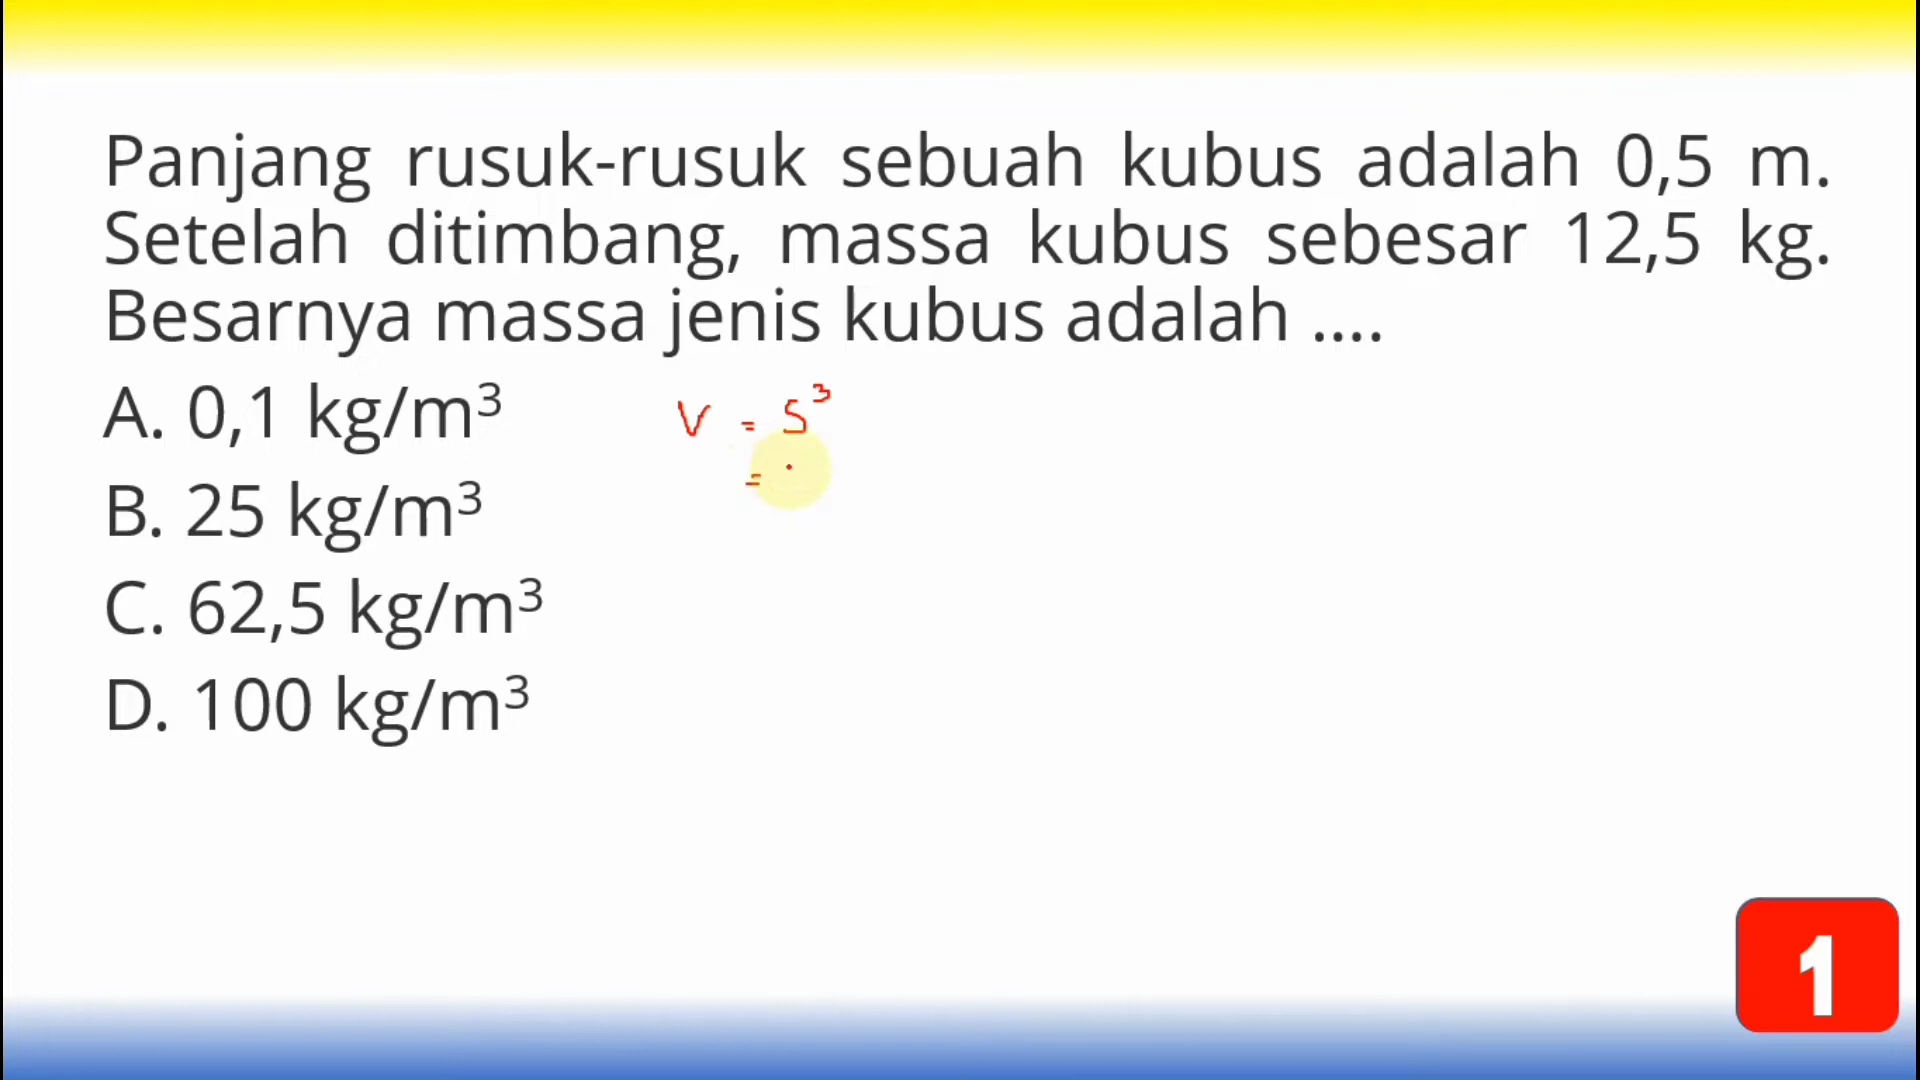 Panjang rusuk-rusuk sebuah kubus adalah 0,5 m.
Setelah ditimbang, massa kubus sebesar 12,5 kg.
Besarnya massa jenis kubus adalah ....
A. 0,1 kg/m³
B. 25 kg/m³
C. 62,5 kg/m³
D. 100 kg/m³
V = S³
=
1